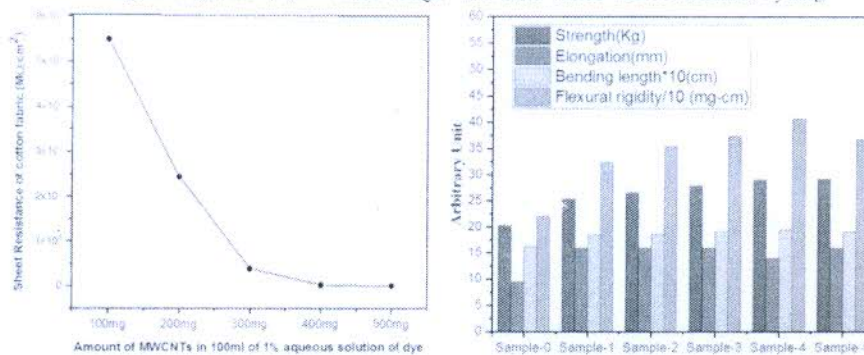 Sheet Resistance of cotton fabric
0
100mg
200mg
300mg
400mg
500mg
Amount of MWCNTs in 100ml of 1% aqueous solution of dye
60
55
50
45
40
35
30
25
20
15
10
5
0
Arbitrary Unit
Strength(Kg)
Elongation(mm)
Bending length*10(cm)
Flexural rigidity/10 (mg-cm)
Sample-0
Sample-1
Sample-2
Sample-3
Sample-4
Sample-